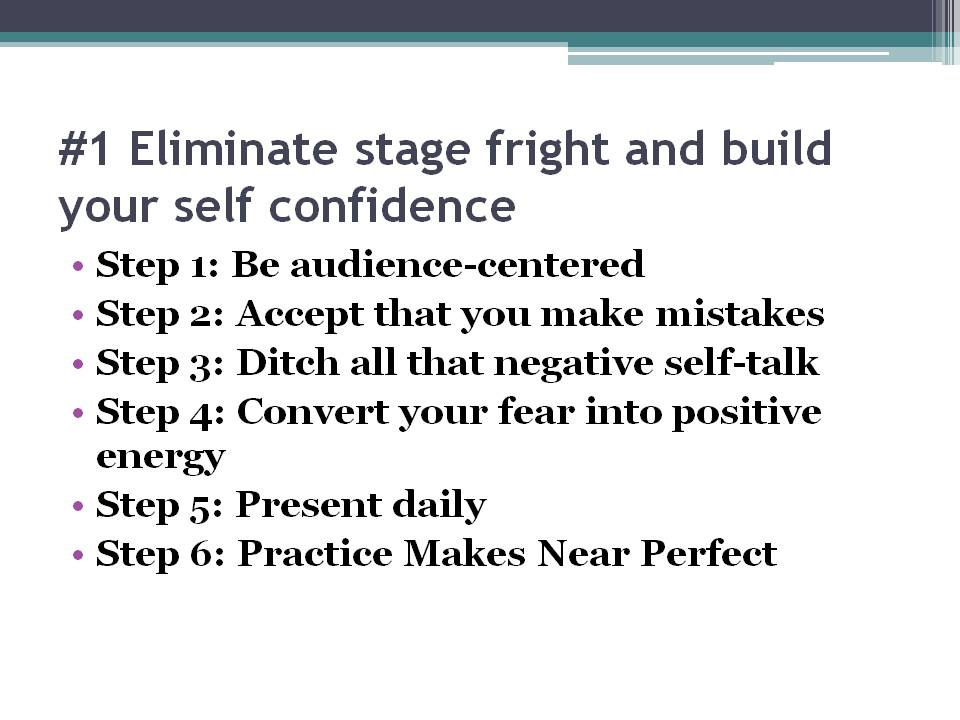 #1 Eliminate stage fright and build
your self confidence
• Step 1: Be audience-centered
• Step 2: Accept that you make mistakes
• Step 3: Ditch all that negative self-talk
• Step 4: Convert your fear into positive
energy
• Step 5: Present daily
• Step 6: Practice Makes Near Perfect